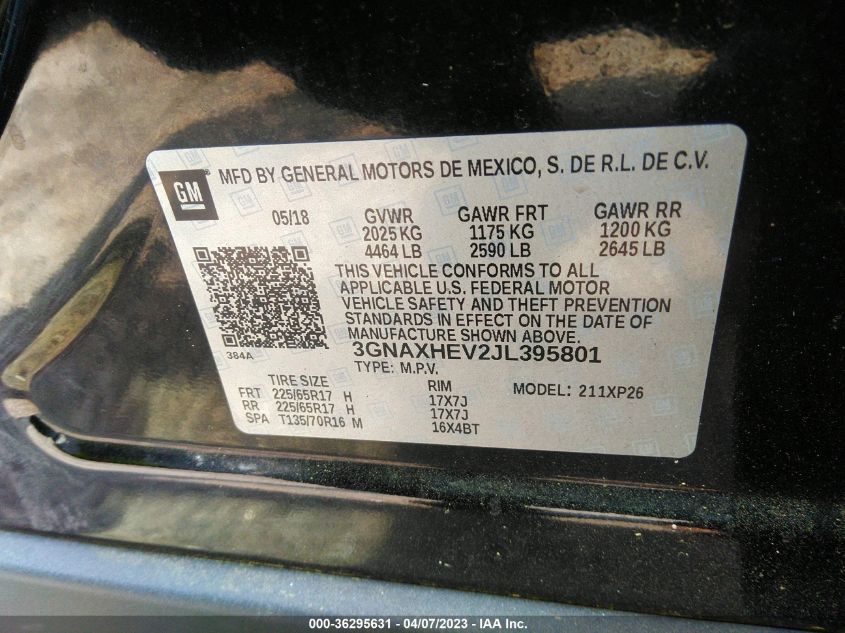 GM ® MFD BY GENERAL MOTORS DE MEXICO, S. DE R.L. DE C.V.
05/18 GVWR GAWR FRT GAWR RR
2025 KG 1175 KG 1200 KG
4464 LB 2590 LB 2645 LB
THIS VEHICLE CONFORMS TO ALL
APPLICABLE U.S. FEDERAL MOTOR
VEHICLE SAFETY AND THEFT PREVENTION
STANDARDS IN EFFECT ON THE DATE OF
MANUFACTURE SHOWN ABOVE.
384A 3GNAXHEV2JL395801
TYPE: M.P.V.
TIRE SIZE RIM MODEL: 211XP26
FRT 225/65R17 H 17X7J
RR 225/65R17 H 17X7J
SPA T135/70R16 M 16X4BT
000-36295631 - 04/07/2023 - IAA Inc.